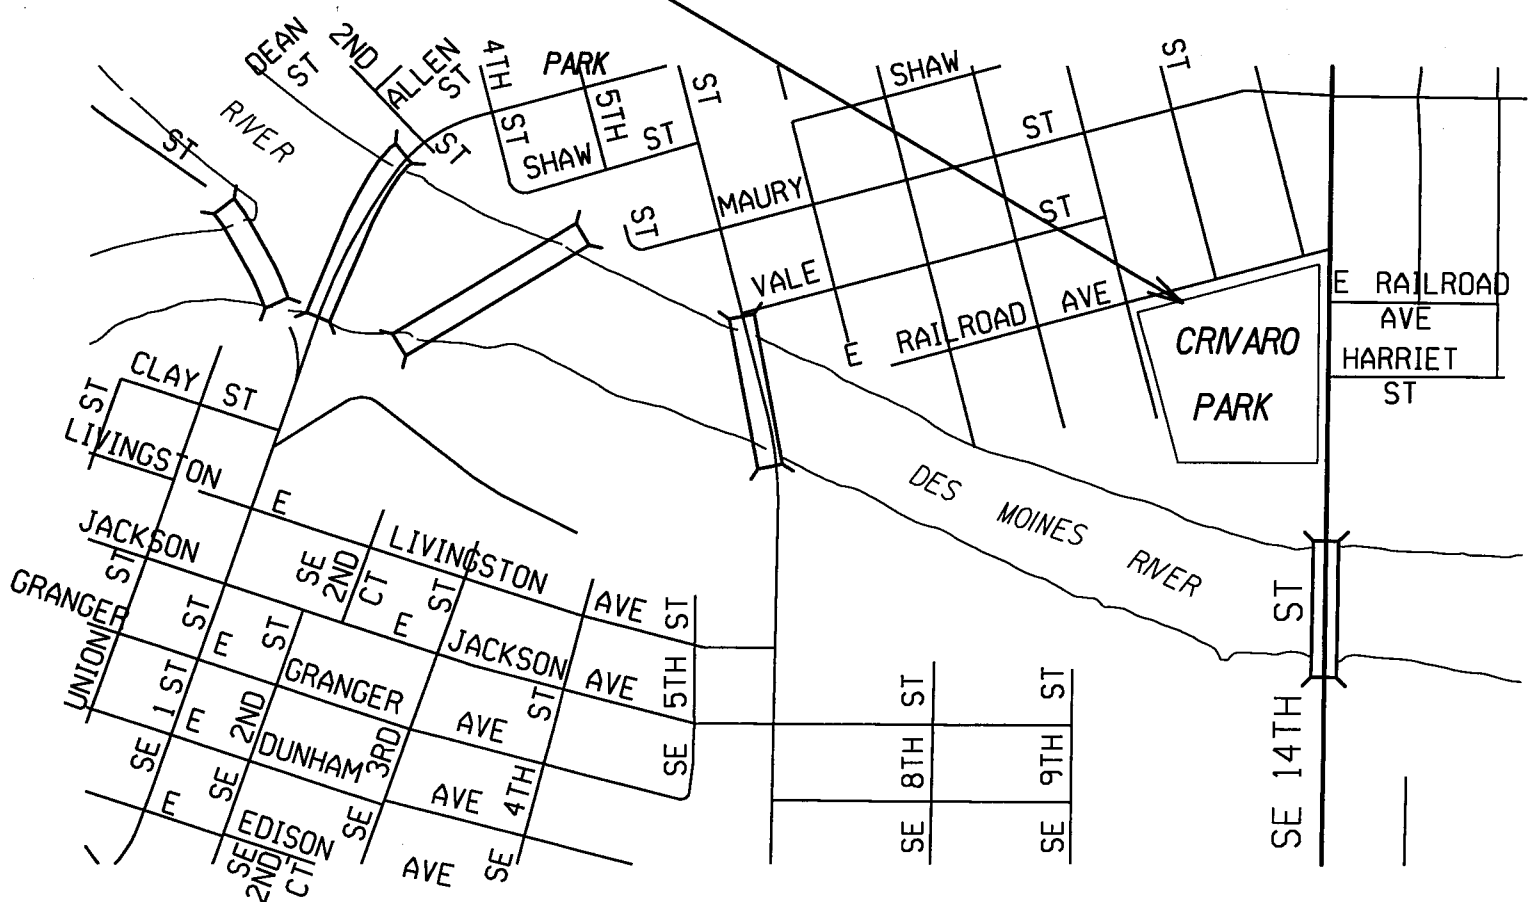 DEAN ST
2ND
ALLEN ST
ST
4TH ST
PARK
5TH
ST
SHAW
ST
SHAW ST
ST
RIVER
ST
MAURY ST
ST
VALE ST
E RAILROAD AVE
CRIVARO
PARK
E RAILROAD
AVE
HARRIET
ST
DES MOINES RIVER
CLAY ST
ST
LIVINGSTON
E LIVINGSTON AVE
JACKSON
E JACKSON AVE
GRANGER
E GRANGER AVE
E DUNHAM AVE
E EDISON AVE
UNION ST
SE 1 ST ST
SE 2ND ST
SE 2ND CT
SE 2ND CT
SE 3RD ST
SE 4TH ST
SE 5TH ST
SE 8TH ST
SE 9TH ST
SE 14TH ST